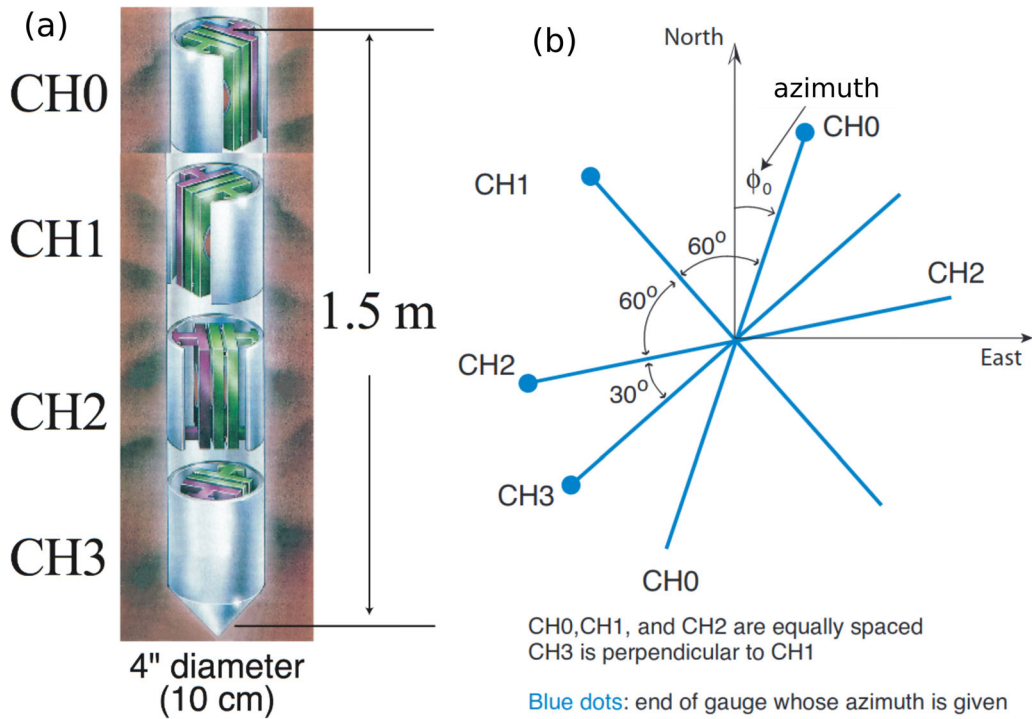 (a)
CH0
CH1
CH2
CH3
1.5 m
4" diameter
(10 cm)
(b)
North
azimuth
CH0
CH1
ϕ0
60o
CH2
60o
East
CH2
30o
CH3
CH0
CH0,CH1, and CH2 are equally spaced
CH3 is perpendicular to CH1
Blue dots: end of gauge whose azimuth is given